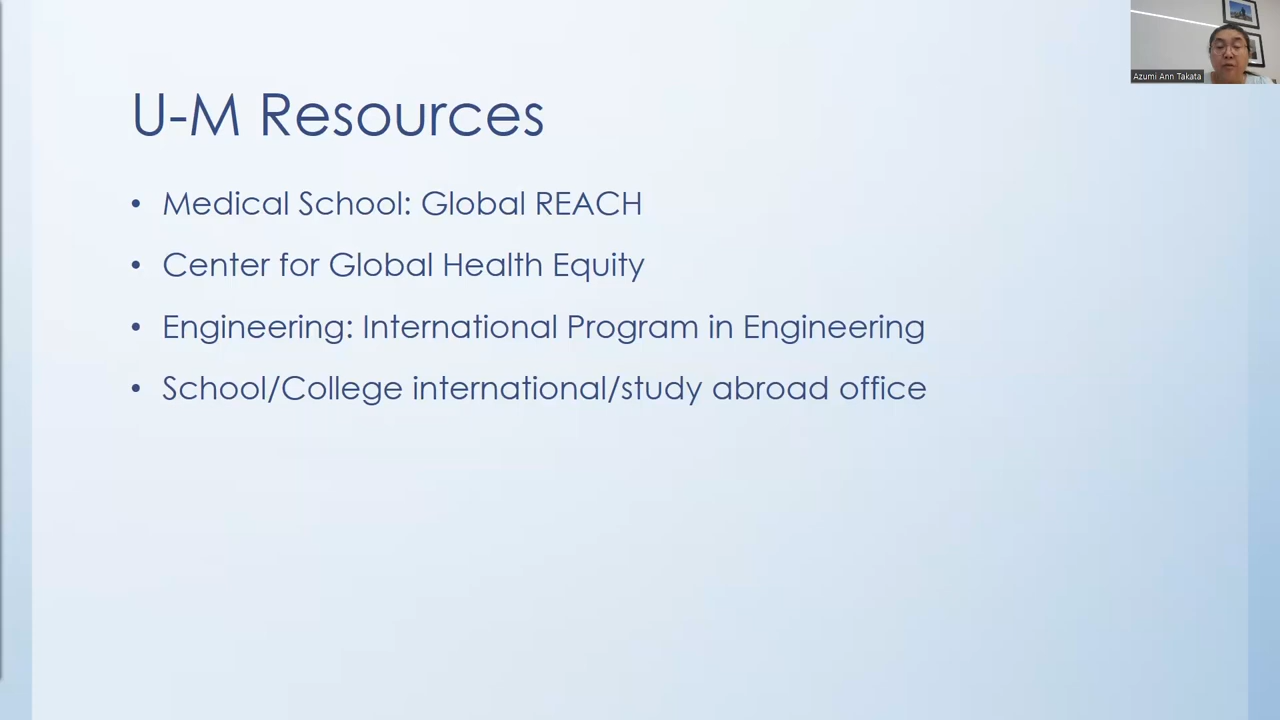 Azumi Ann Takata
U-M Resources
• Medical School: Global REACH
• Center for Global Health Equity
• Engineering: International Program in Engineering
• School/College international/study abroad office